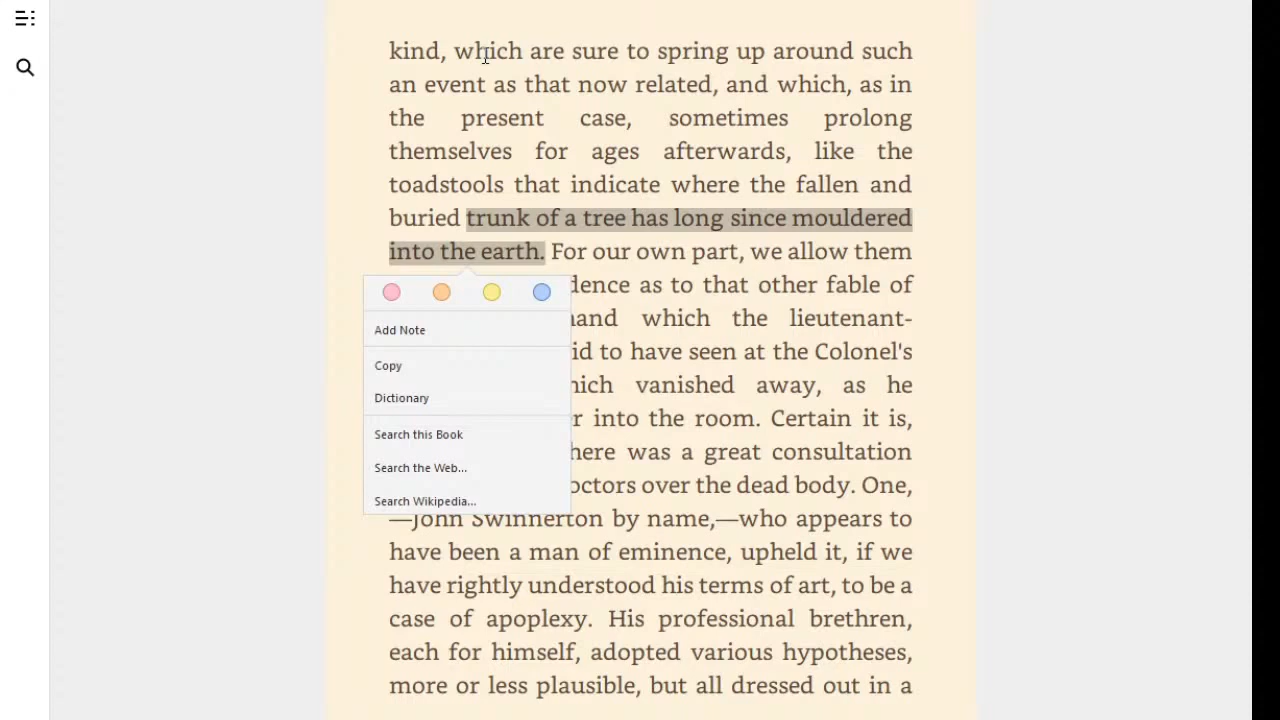 kind, which are sure to spring up around such
an event as that now related, and which, as in
the present case, sometimes prolong
themselves for ages afterwards, like the
toadstools that indicate where the fallen and
buried trunk of a tree has long since mouldered
into the earth. For our own part, we allow them
dence as to that other fable of
hand which the lieutenant-
id to have seen at the Colonel's
hich vanished away, as he
r into the room. Certain it is,
here was a great consultation
octors over the dead body. One,
—John Swinnerton by name,—who appears to
have been a man of eminence, upheld it, if we
have rightly understood his terms of art, to be a
case of apoplexy. His professional brethren,
each for himself, adopted various hypotheses,
more or less plausible, but all dressed out in a
Add Note
Copy
Dictionary
Search this Book
Search the Web...
Search Wikipedia...